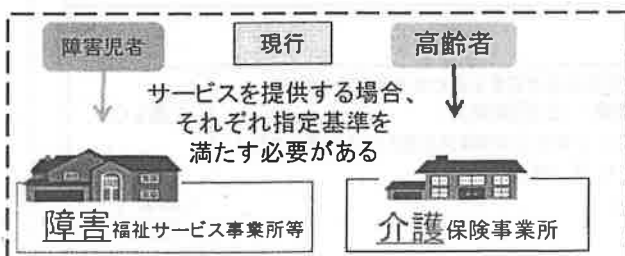 障害児者
現行
高齢者
サービスを提供する場合、
それぞれ指定基準を
満たす必要がある
障害福祉サービス事業所等
介護保険事業所